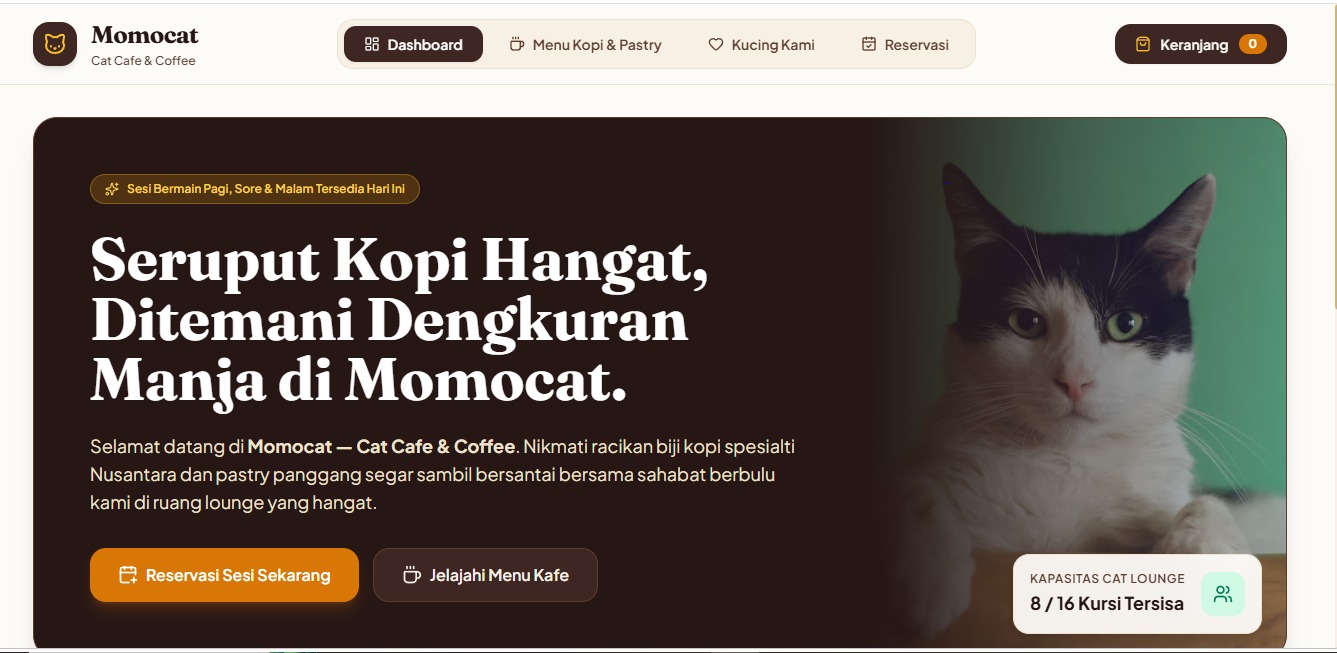 Momocat
Cat Cafe & Coffee
Dashboard
Menu Kopi & Pastry
Kucing Kami
Reservasi
Keranjang 0
Sesi Bermain Pagi, Sore & Malam Tersedia Hari Ini
Seruput Kopi Hangat,
Ditemani Dengkuran
Manja di Momocat.
Selamat datang di Momocat — Cat Cafe & Coffee. Nikmati racikan biji kopi spesialti
Nusantara dan pastry panggang segar sambil bersantai bersama sahabat berbulu
kami di ruang lounge yang hangat.
Reservasi Sesi Sekarang
Jelajahi Menu Kafe
KAPASITAS CAT LOUNGE
8 / 16 Kursi Tersisa